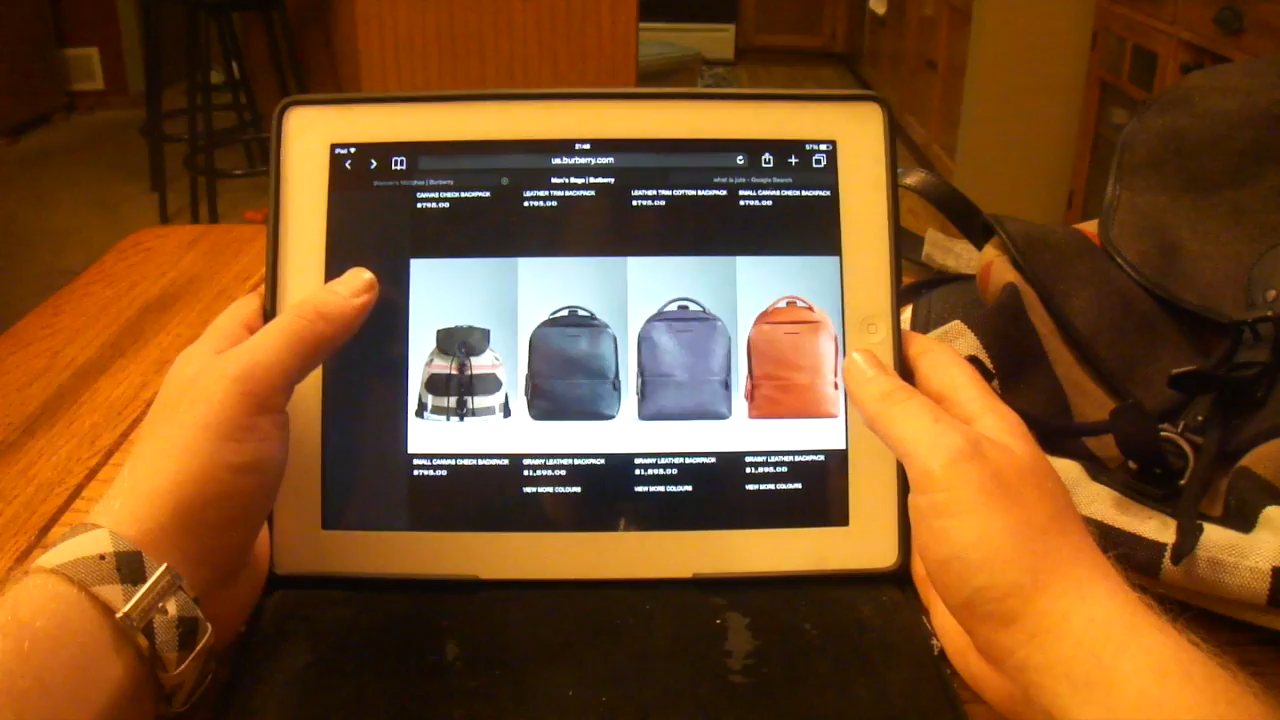 iPad 21:48 57%
us.burberry.com
Women's Watches | Burberry Men's Bags | Burberry what is jute - Google Search
CANVAS CHECK BACKPACK LEATHER TRIM BACKPACK LEATHER TRIM COTTON BACKPACK SMALL CANVAS CHECK BACKPACK
$795.00 $795.00 $795.00 $795.00
SMALL CANVAS CHECK BACKPACK GRAINY LEATHER BACKPACK GRAINY LEATHER BACKPACK GRAINY LEATHER BACKPACK
$795.00 $1,895.00 $1,895.00 $1,895.00
VIEW MORE COLOURS VIEW MORE COLOURS VIEW MORE COLOURS